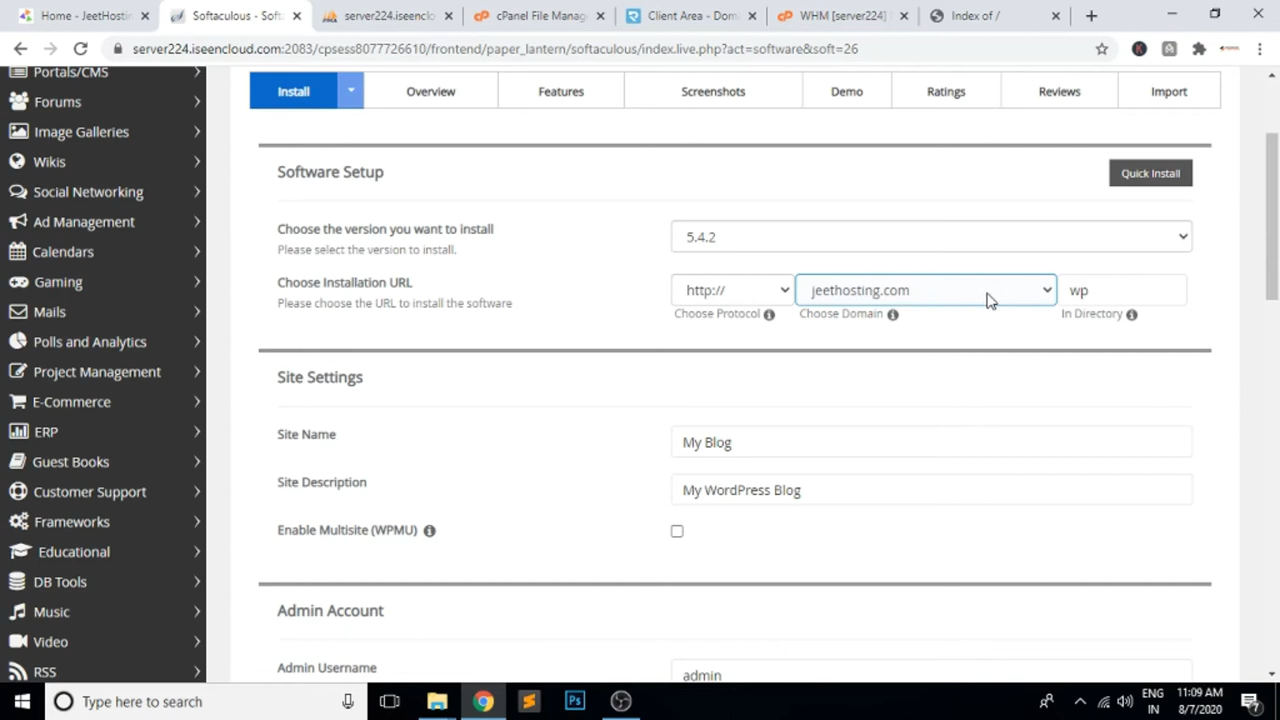 Home - JeetHostin
Softaculous - Soft
server224.iseenclo
cPanel File Manag
Client Area - Dom
WHM [server224]
Index of /
server224.iseencloud.com:2083/cpsess8077726610/frontend/paper_lantern/softaculous/index.live.php?act=software&soft=26
Portals/CMS
Forums
Image Galleries
Wikis
Social Networking
Ad Management
Calendars
Gaming
Mails
Polls and Analytics
Project Management
E-Commerce
ERP
Guest Books
Customer Support
Frameworks
Educational
DB Tools
Music
Video
RSS
Install
Overview
Features
Screenshots
Demo
Ratings
Reviews
Import
Software Setup
Quick Install
Choose the version you want to install
Please select the version to install.
5.4.2
Choose Installation URL
Please choose the URL to install the software
http://
jeethosting.com
wp
Choose Protocol
Choose Domain
In Directory
Site Settings
Site Name
My Blog
Site Description
My WordPress Blog
Enable Multisite (WPMU)
Admin Account
Admin Username
admin
Type here to search
ENG
IN
11:09 AM
8/7/2020